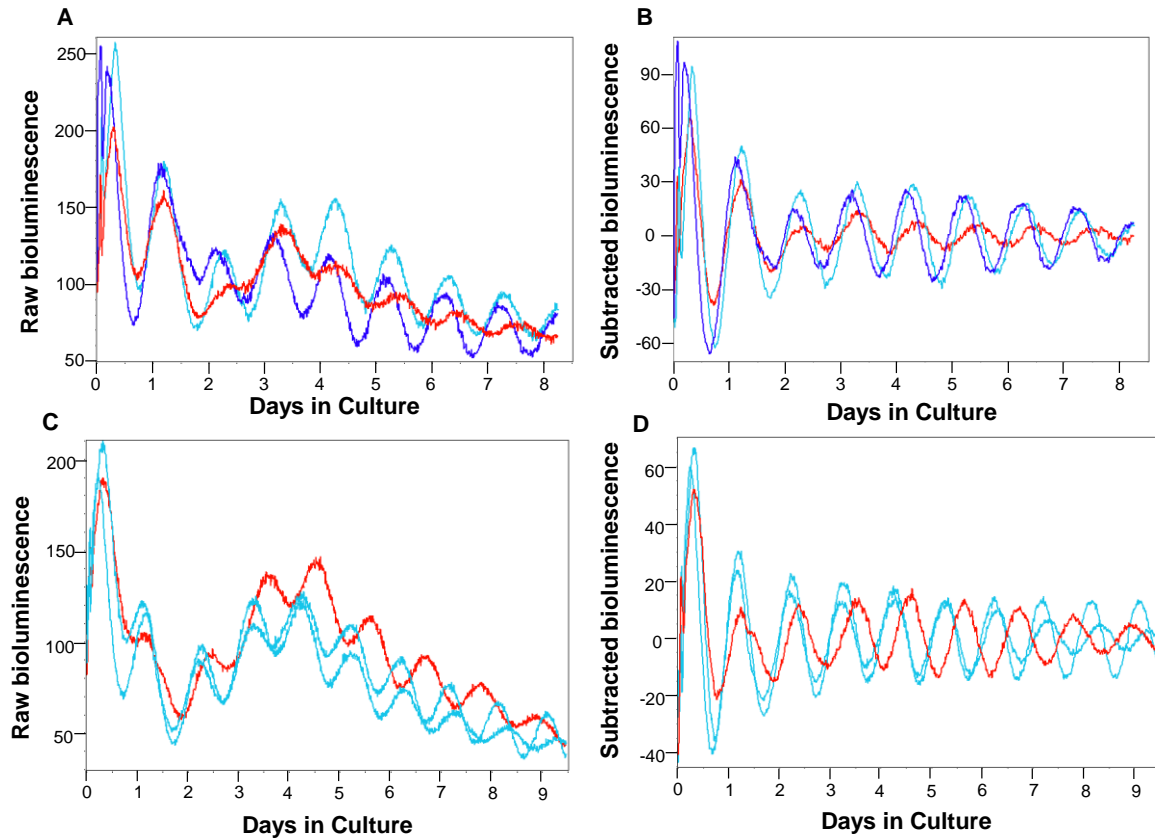 A
Raw bioluminescence
250
200
150
100
50
0 1 2 3 4 5 6 7 8
Days in Culture
B
Subtracted bioluminescence
90
60
30
0
-30
-60
0 1 2 3 4 5 6 7 8
Days in Culture
C
Raw bioluminescence
200
150
100
50
0 1 2 3 4 5 6 7 8 9
Days in Culture
D
Subtracted bioluminescence
60
40
20
0
-20
-40
0 1 2 3 4 5 6 7 8 9
Days in Culture